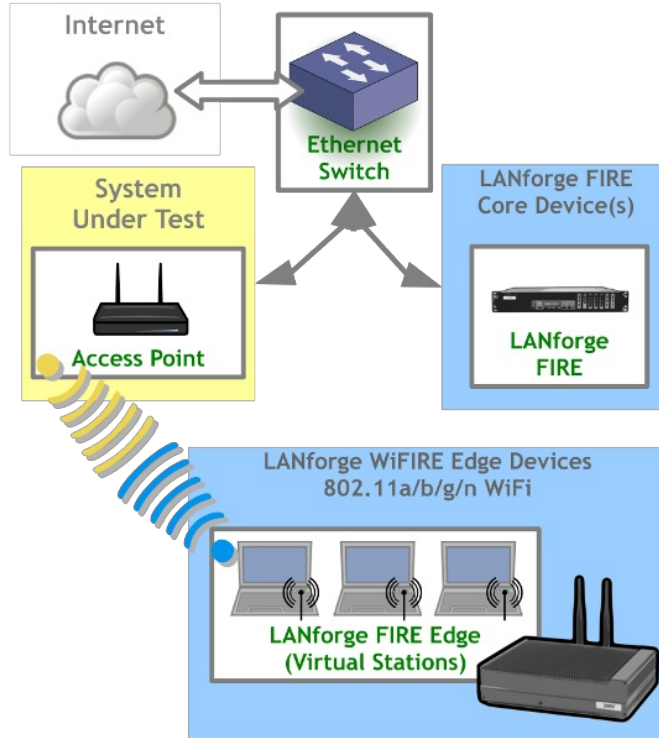 Internet
Ethernet
Switch
System
Under Test
Access Point
LANforge FIRE
Core Device(s)
LANforge
FIRE
LANforge WiFIRE Edge Devices
802.11a/b/g/n WiFi
LANforge FIRE Edge
(Virtual Stations)